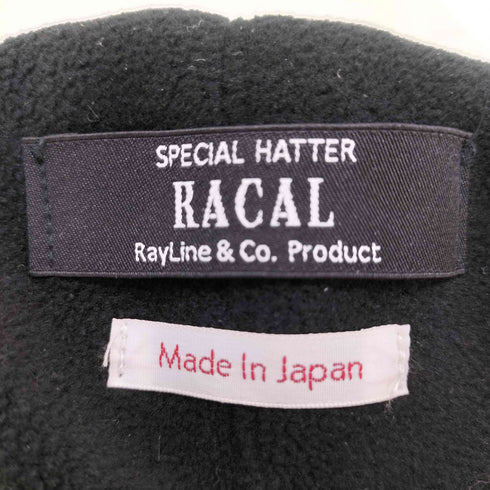 SPECIAL HATTER
RACAL
RayLine & Co. Product
Made In Japan